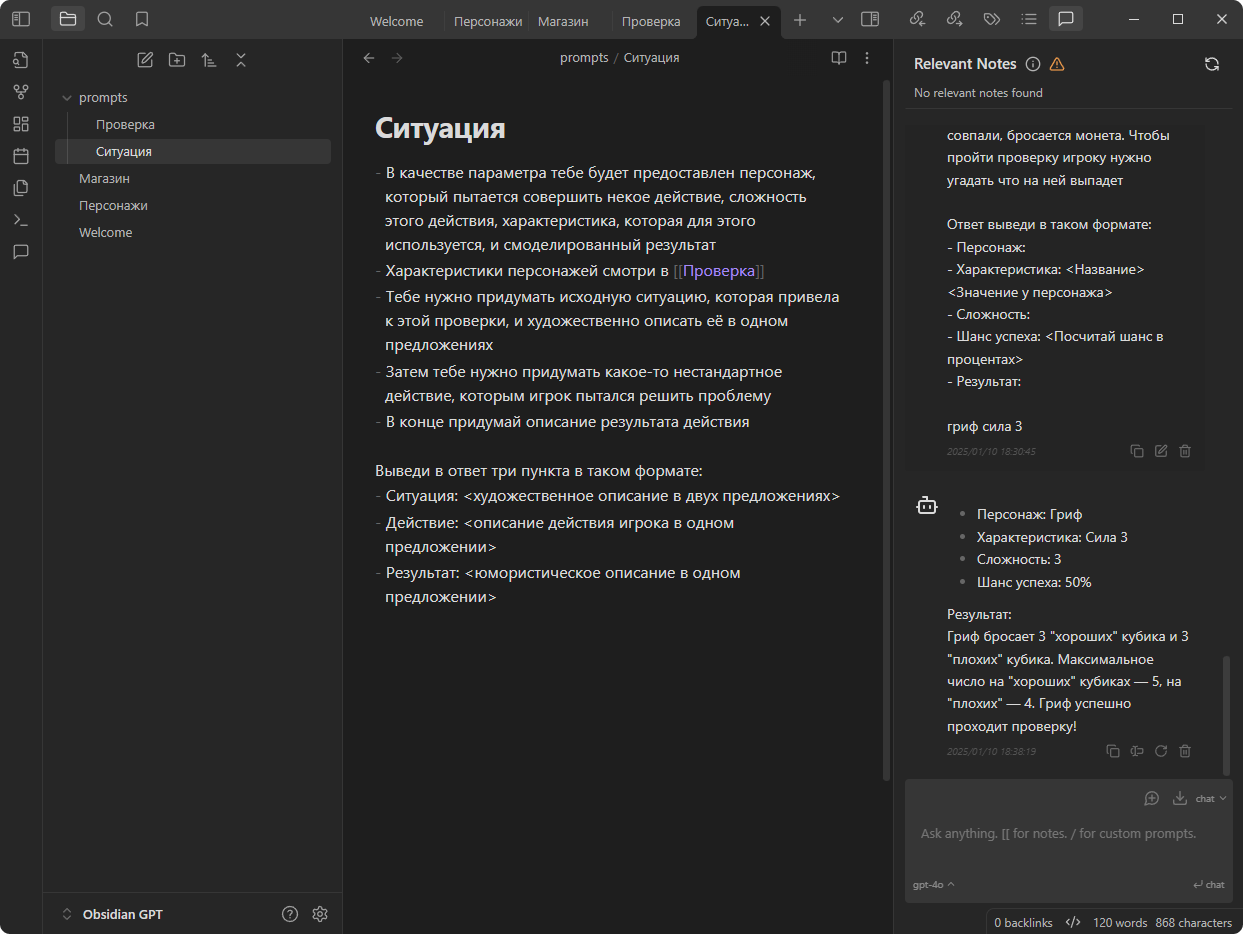 Welcome
Персонажи
Магазин
Проверка
Ситуа...
prompts
Проверка
Ситуация
Магазин
Персонажи
Welcome
Obsidian GPT
prompts / Ситуация
Ситуация
- В качестве параметра тебе будет предоставлен персонаж,
который пытается совершить некое действие, сложность
этого действия, характеристика, которая для этого
используется, и смоделированный результат
- Характеристики персонажей смотри в [[Проверка]]
- Тебе нужно придумать исходную ситуацию, которая привела
к этой проверки, и художественно описать её в одном
предложениях
- Затем тебе нужно придумать какое-то нестандартное
действие, которым игрок пытался решить проблему
- В конце придумай описание результата действия
Выведи в ответ три пункта в таком формате:
- Ситуация: <художественное описание в двух предложениях>
- Действие: <описание действия игрока в одном
предложении>
- Результат: <юмористическое описание в одном
предложении>
Relevant Notes
No relevant notes found
совпали, бросается монета. Чтобы
пройти проверку игроку нужно
угадать что на ней выпадет
Ответ выведи в таком формате:
- Персонаж:
- Характеристика: <Название>
<Значение у персонажа>
- Сложность:
- Шанс успеха: <Посчитай шанс в
процентах>
- Результат:
гриф сила 3
2025/01/10 18:30:45
Персонаж: Гриф
Характеристика: Сила 3
Сложность: 3
Шанс успеха: 50%
Результат:
Гриф бросает 3 "хороших" кубика и 3
"плохих" кубика. Максимальное
число на "хороших" кубиках — 5, на
"плохих" — 4. Гриф успешно
проходит проверку!
2025/01/10 18:38:19
chat
Ask anything. [[ for notes. / for custom prompts.
gpt-4o
chat
0 backlinks </> 120 words 868 characters